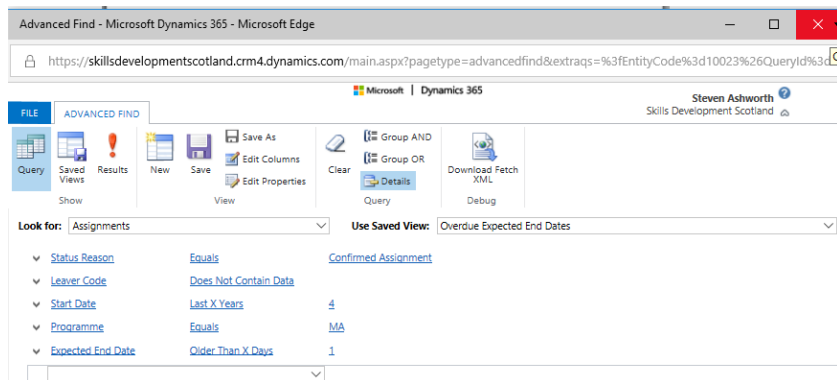 Advanced Find - Microsoft Dynamics 365 - Microsoft Edge
https://skillsdevelopmentscotland.crm4.dynamics.com/main.aspx?pagetype=advancedfind&extraqs=%3fEntityCode%3d10023%26QueryId%3d
Microsoft | Dynamics 365
Steven Ashworth
Skills Development Scotland
FILE ADVANCED FIND
Query Saved Views Results New Save Save As Edit Columns Edit Properties Clear Group AND Group OR Details Download Fetch XML
Show View Query Debug
Look for: Assignments Use Saved View: Overdue Expected End Dates
Status Reason Equals Confirmed Assignment
Leaver Code Does Not Contain Data
Start Date Last X Years 4
Programme Equals MA
Expected End Date Older Than X Days 1